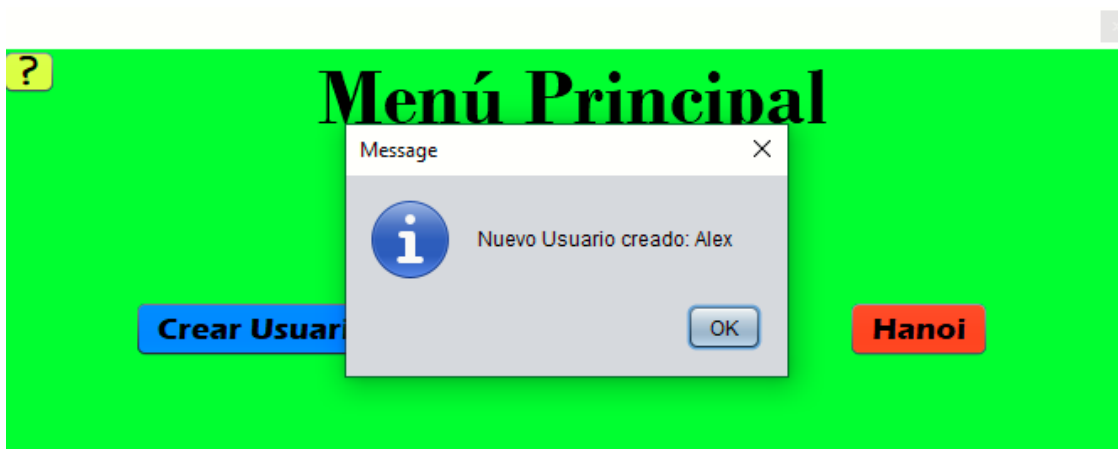 ?
Menú Principal
Message
Nuevo Usuario creado: Alex
OK
Crear Usuari
Hanoi